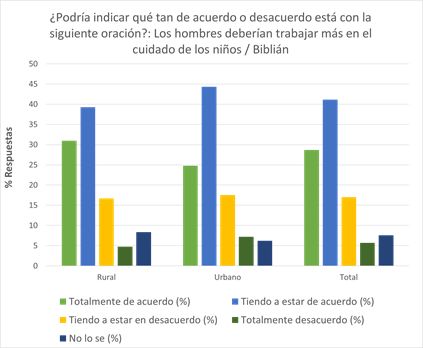 ¿Podría indicar qué tan de acuerdo o desacuerdo está con la
siguiente oración?: Los hombres deberían trabajar más en el
cuidado de los niños / Biblián
% Respuestas
50
45
40
35
30
25
20
15
10
5
0
Rural
Urbano
Total
Totalmente de acuerdo (%)
Tiendo a estar de acuerdo (%)
Tiendo a estar en desacuerdo (%)
Totalmente desacuerdo (%)
No lo se (%)